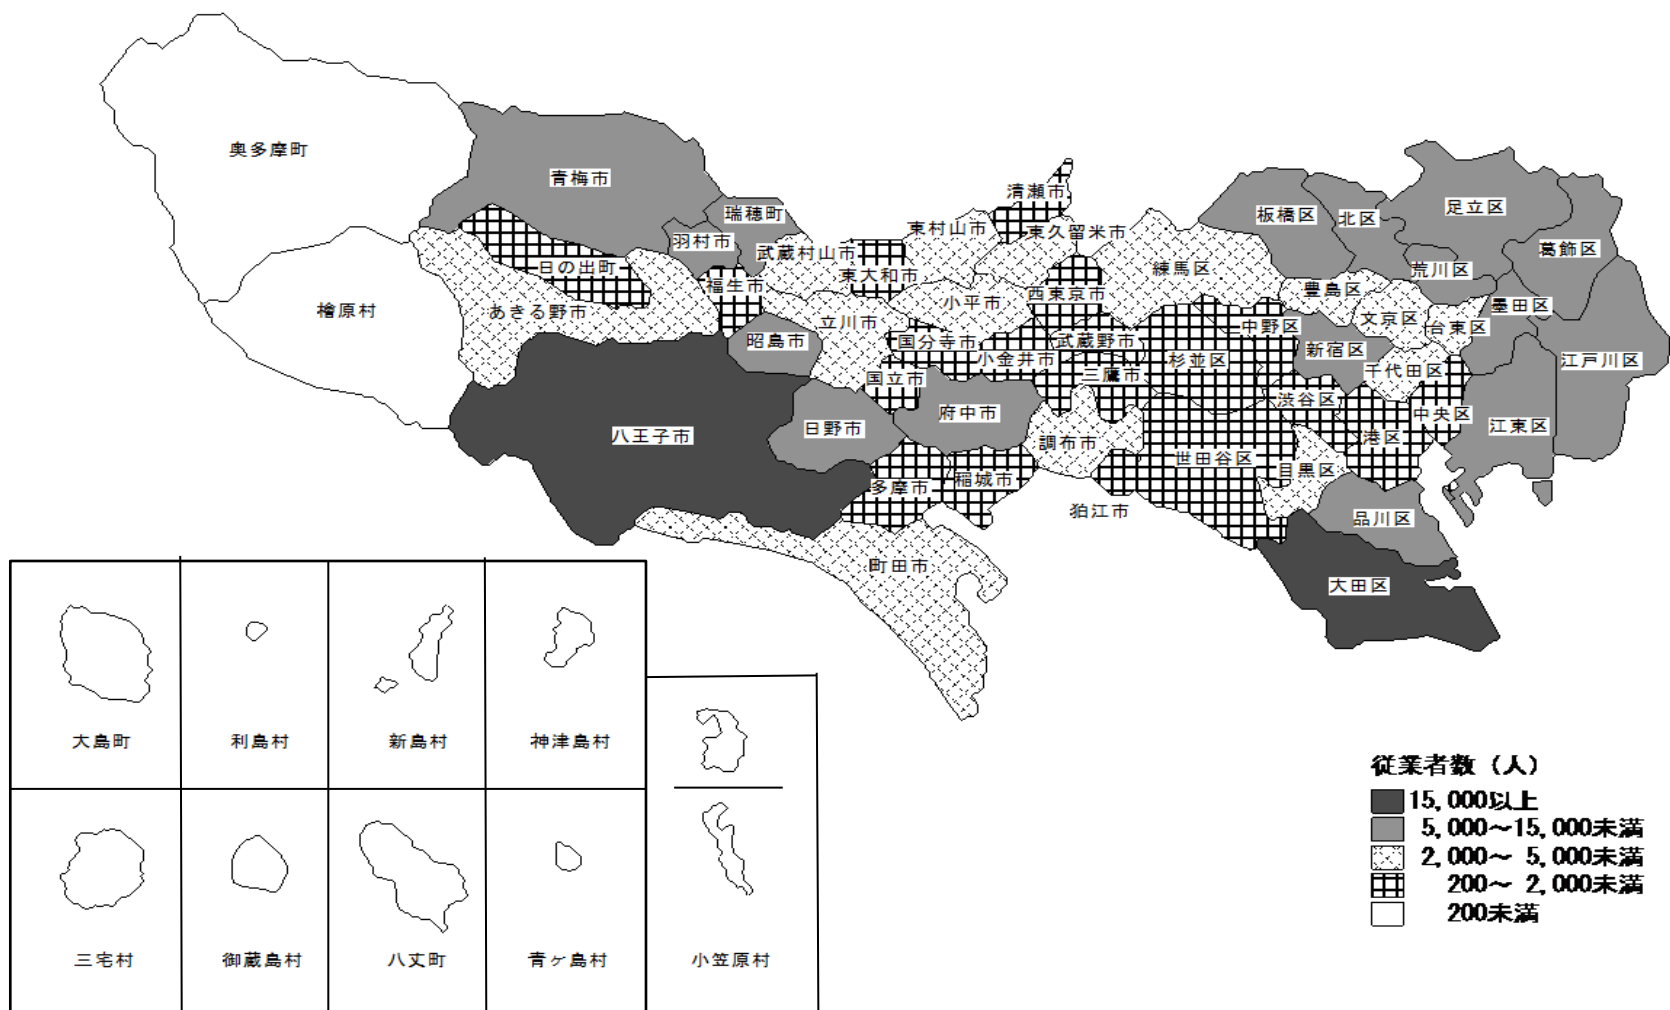 奥多摩町
青梅市
瑞穂町
羽村市
武蔵村山市
東村山市
清瀬市
東久留米市
東大和市
日の出町
福生市
あきる野市
檜原村
昭島市
立川市
小平市
西東京市
練馬区
板橋区
北区
足立区
葛飾区
荒川区
豊島区
文京区
台東区
墨田区
江戸川区
国分寺市
小金井市
武蔵野市
三鷹市
杉並区
中野区
新宿区
千代田区
国立市
渋谷区
中央区
港区
江東区
八王子市
日野市
府中市
調布市
世田谷区
目黒区
多摩市
稲城市
狛江市
品川区
町田市
大田区
大島町
利島村
新島村
神津島村
三宅村
御蔵島村
八丈町
青ヶ島村
小笠原村
従業者数（人）
15,000以上
5,000～15,000未満
2,000～ 5,000未満
200～ 2,000未満
200未満